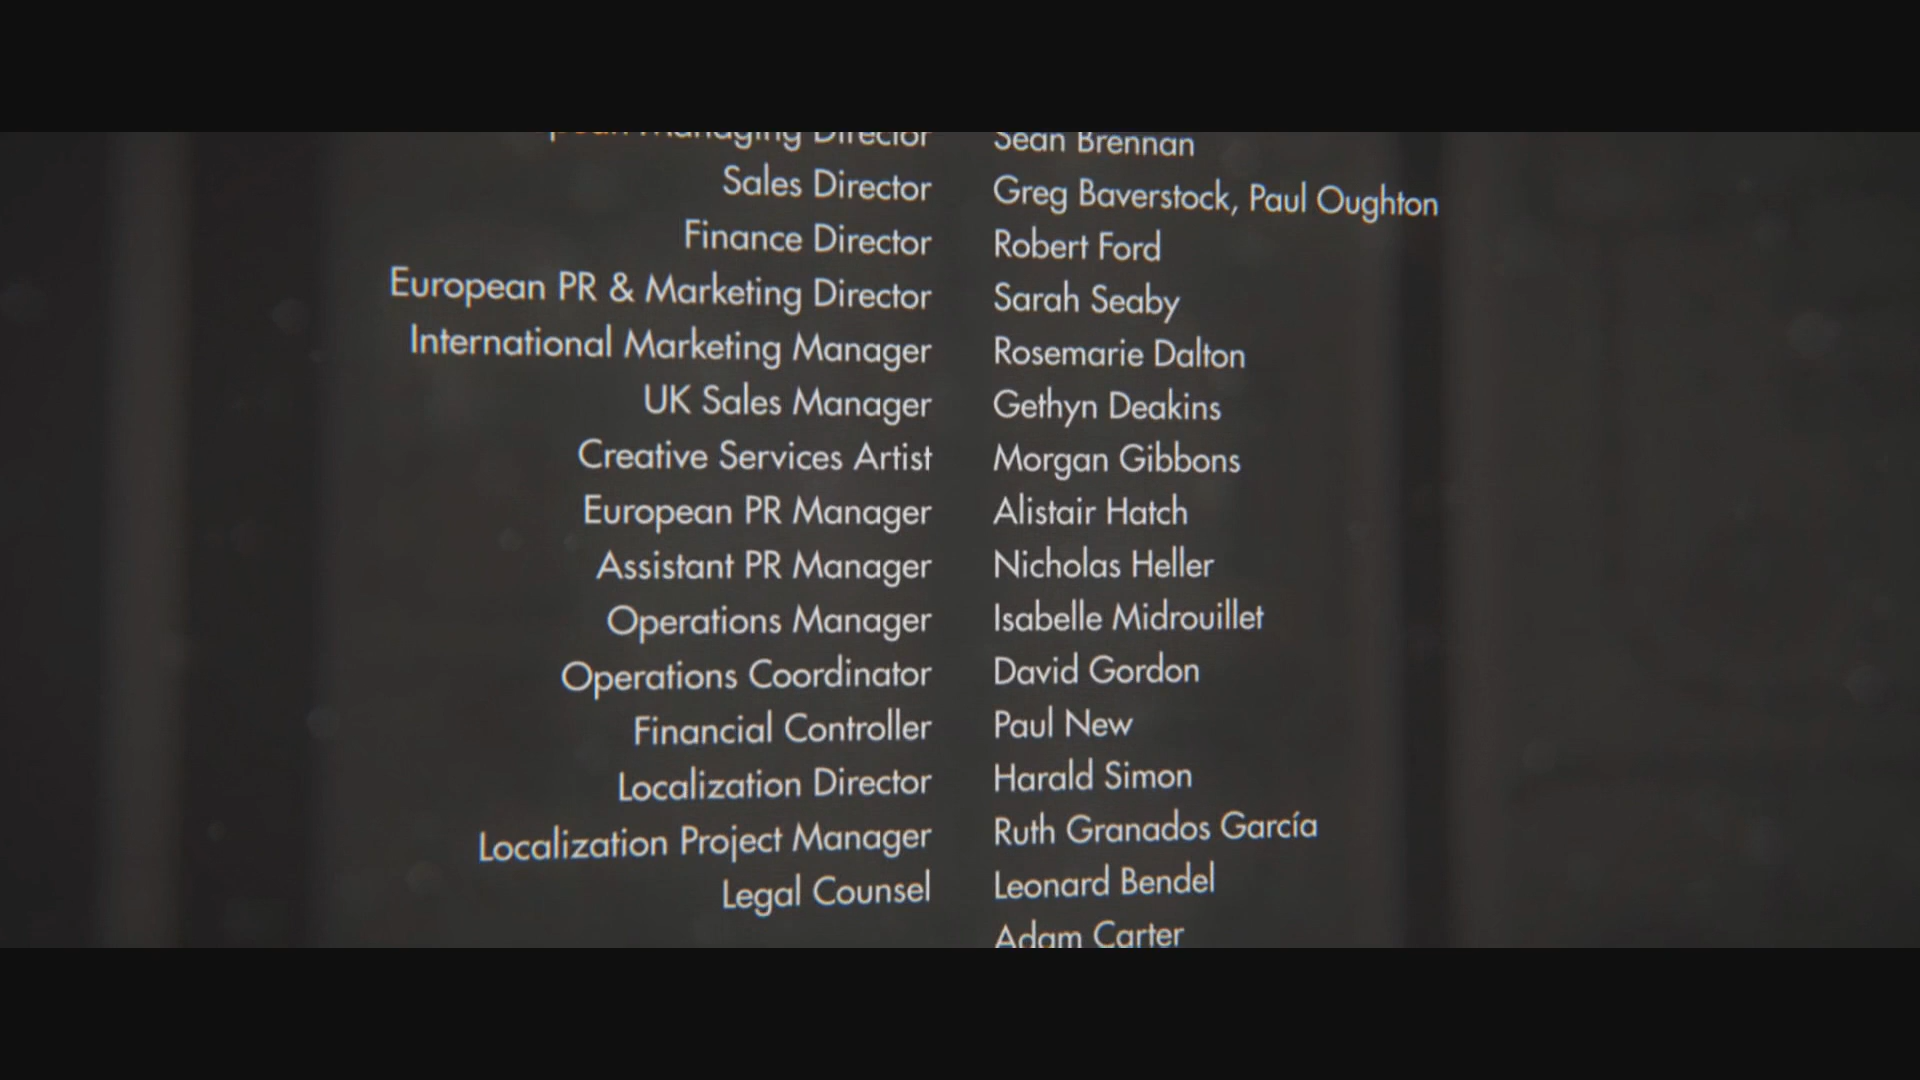 Managing Director Sean Brennan
Sales Director Greg Baverstock, Paul Oughton
Finance Director Robert Ford
European PR & Marketing Director Sarah Seaby
International Marketing Manager Rosemarie Dalton
UK Sales Manager Gethyn Deakins
Creative Services Artist Morgan Gibbons
European PR Manager Alistair Hatch
Assistant PR Manager Nicholas Heller
Operations Manager Isabelle Midrouillet
Operations Coordinator David Gordon
Financial Controller Paul New
Localization Director Harald Simon
Localization Project Manager Ruth Granados García
Legal Counsel Leonard Bendel
Adam Carter